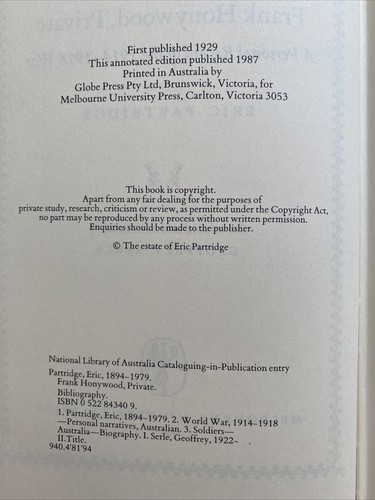 First published 1929
This annotated edition published 1987
Printed in Australia by
Globe Press Pty Ltd, Brunswick, Victoria, for
Melbourne University Press, Carlton, Victoria 3053
This book is copyright.
Apart from any fair dealing for the purposes of
private study, research, criticism or review, as permitted under the Copyright Act,
no part may be reproduced by any process without written permission.
Enquiries should be made to the publisher.
© The estate of Eric Partridge
National Library of Australia Cataloguing-in-Publication entry
Partridge, Eric, 1894–1979.
Frank Honywood, Private.
Bibliography.
ISBN 0 522 84340 9.
1. Partridge, Eric, 1894–1979. 2. World War, 1914–1918
—Personal narratives, Australian. 3. Soldiers—
Australia—Biography. I. Serle, Geoffrey, 1922– .
II.Title.
940.4'81'94